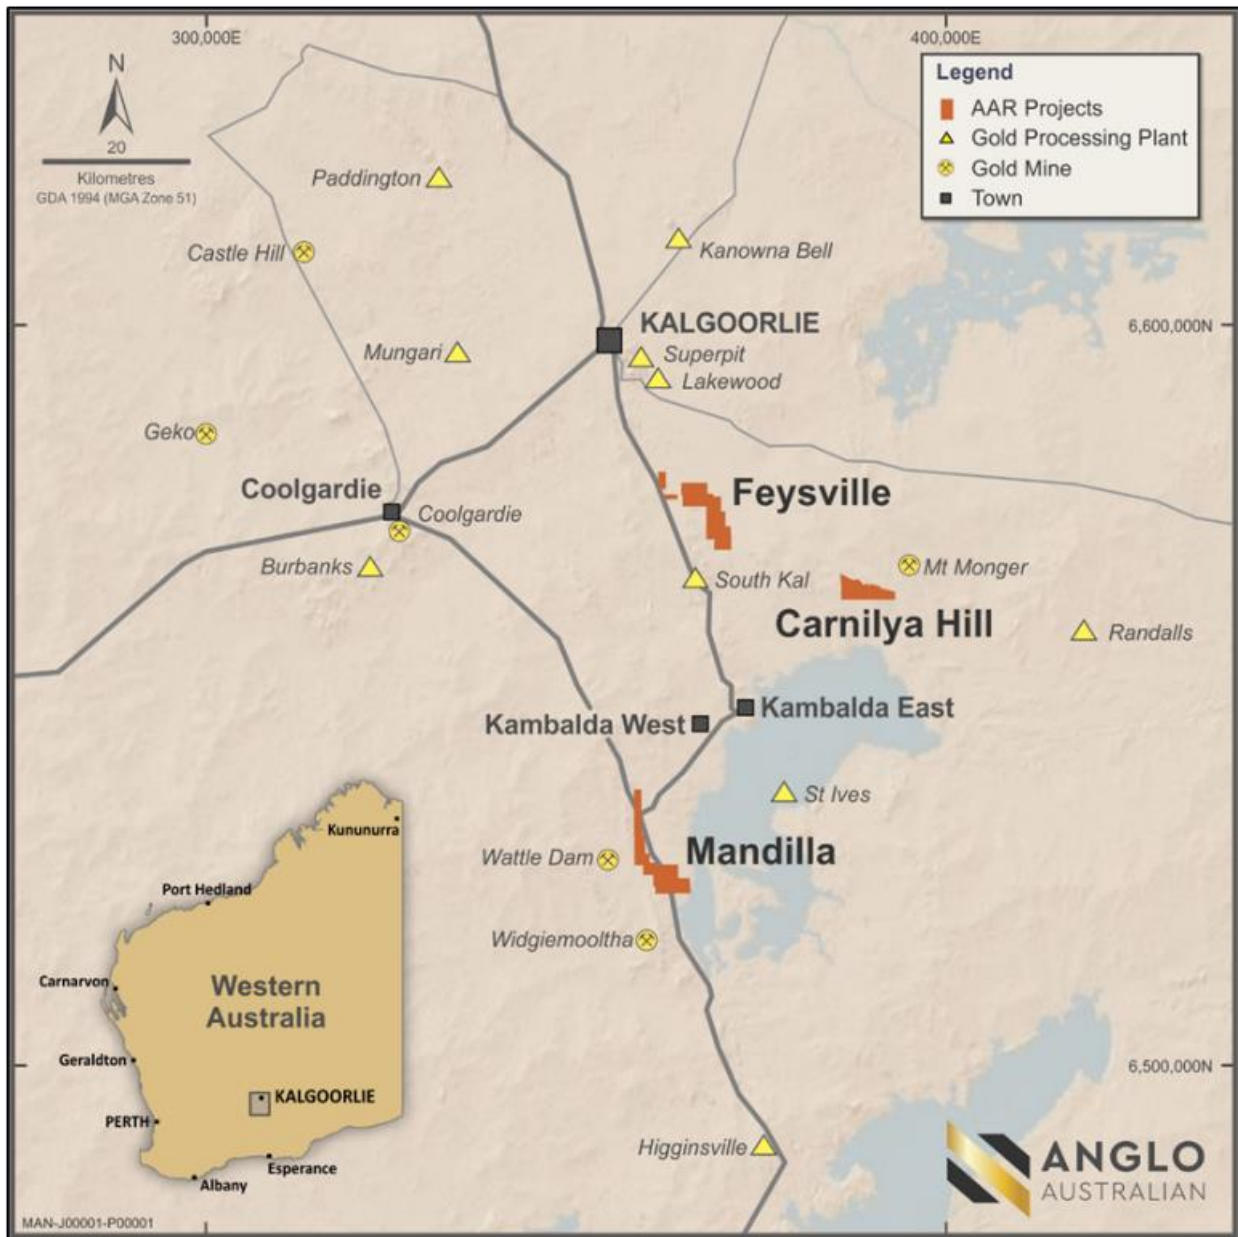 300,000E
400,000E
N
20
Kilometres
GDA 1994 (MGA Zone 51)
Legend
AAR Projects
Gold Processing Plant
Gold Mine
Town
Paddington
Castle Hill
Kanowna Bell
KALGOORLIE
6,600,000N
Superpit
Mungari
Lakewood
Geko
Coolgardie
Feysville
Coolgardie
Burbanks
South Kal
Mt Monger
Carnilya Hill
Randalls
Kambalda East
Kambalda West
St Ives
Mandilla
Wattle Dam
Widgiemooltha
Kununurra
Port Hedland
Carnarvon
Western
Australia
Geraldton
KALGOORLIE
PERTH
Esperance
Albany
6,500,000N
Higginsville
ANGLO
AUSTRALIAN
MAN-J00001-P00001